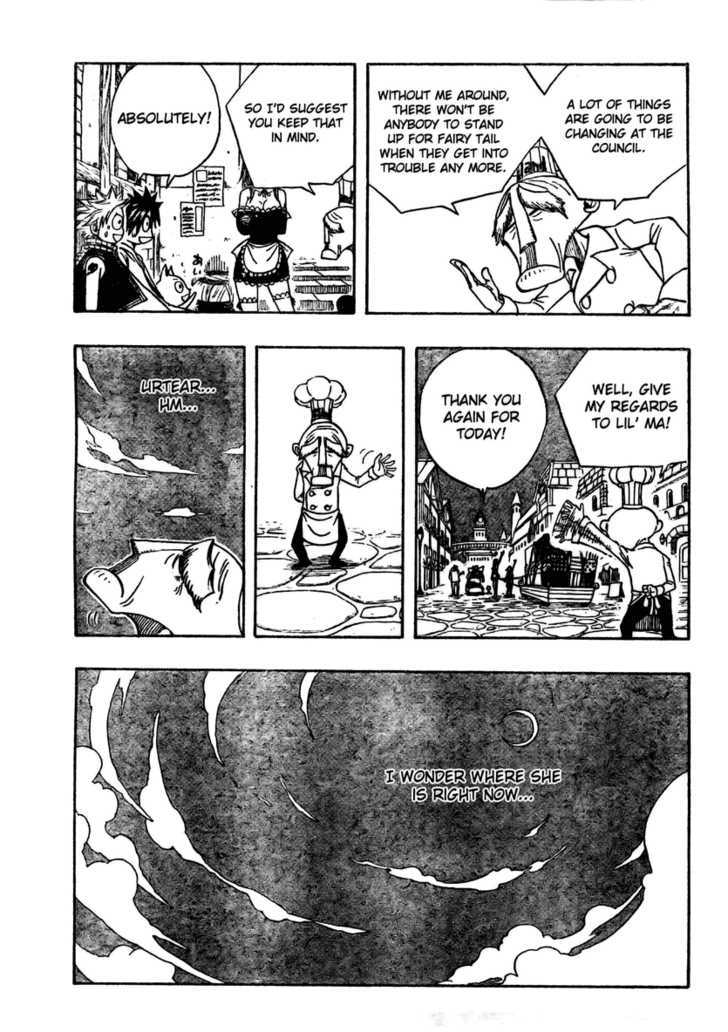 A LOT OF THINGS
ARE GOING TO BE
CHANGING AT THE
COUNCIL.
WITHOUT ME AROUND,
THERE WON'T BE
ANYBODY TO STAND
UP FOR FAIRY TAIL
WHEN THEY GET INTO
TROUBLE ANY MORE.
SO I'D SUGGEST
YOU KEEP THAT
IN MIND.
ABSOLUTELY!
WELL, GIVE
MY REGARDS
TO LIL' MA!
THANK YOU
AGAIN FOR
TODAY!
URTEAR...
HM...
I WONDER WHERE SHE
IS RIGHT NOW...